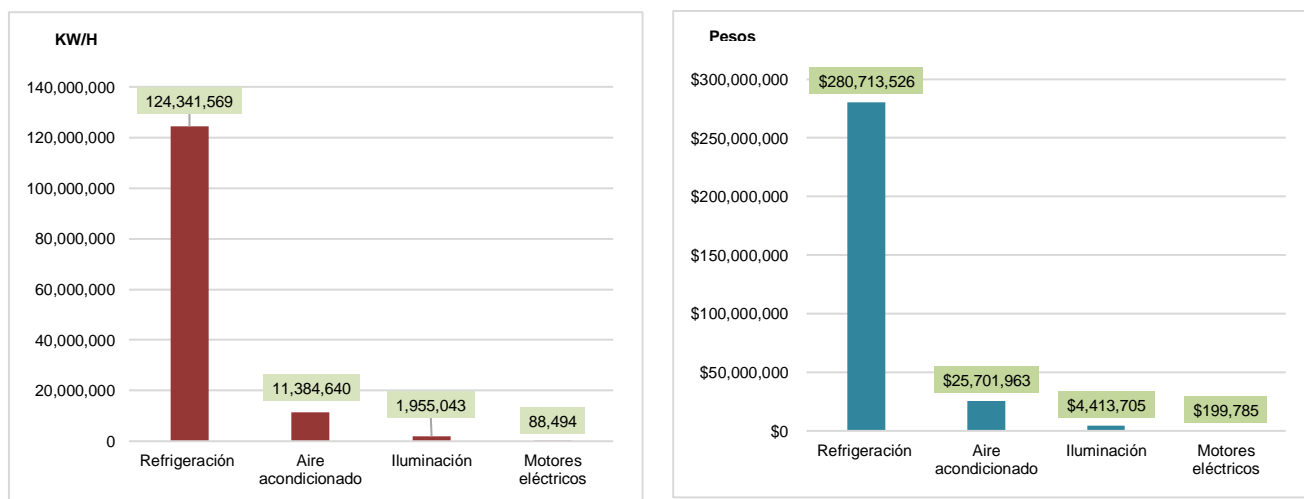 KW/H
140,000,000
120,000,000
100,000,000
80,000,000
60,000,000
40,000,000
20,000,000
0
124,341,569
11,384,640
1,955,043
88,494
Refrigeración
Aire
acondicionado
Iluminación
Motores
eléctricos
Pesos
$300,000,000
$250,000,000
$200,000,000
$150,000,000
$100,000,000
$50,000,000
$0
$280,713,526
$25,701,963
$4,413,705
$199,785
Refrigeración
Aire
acondicionado
Iluminación
Motores
eléctricos